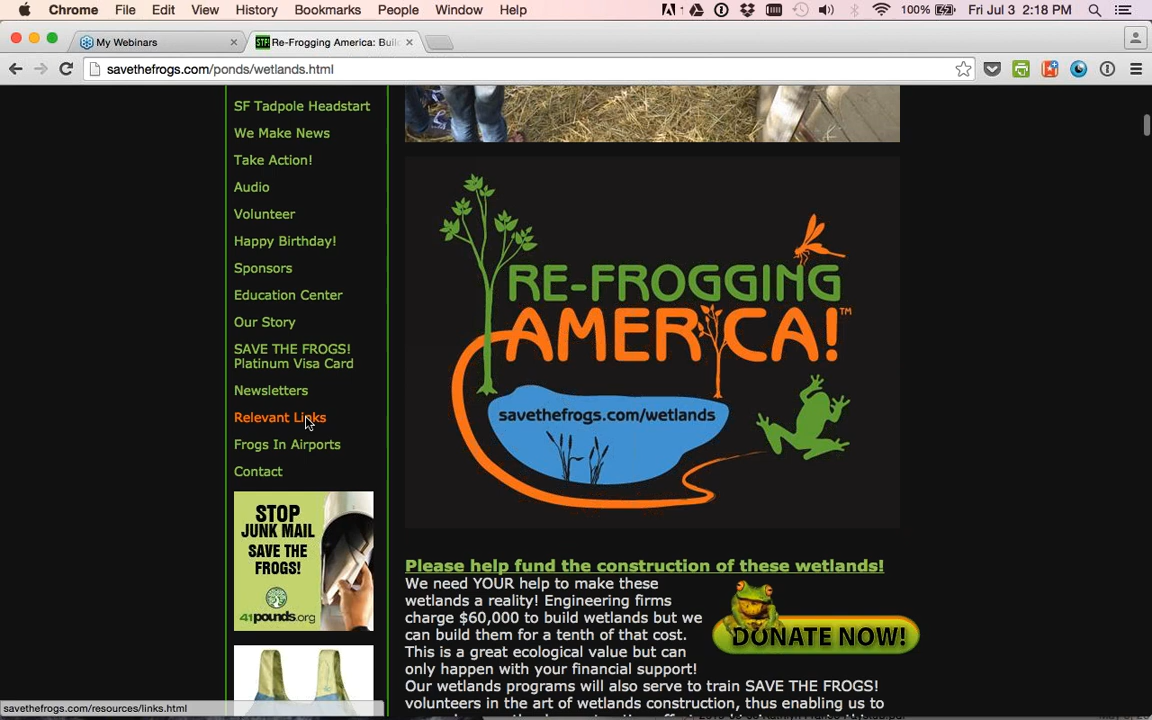 Chrome File Edit View History Bookmarks People Window Help 1 100% Fri Jul 3 2:18 PM
My Webinars
STF! Re-Frogging America: Buil
savethefrogs.com/ponds/wetlands.html
SF Tadpole Headstart
We Make News
Take Action!
Audio
Volunteer
Happy Birthday!
Sponsors
Education Center
Our Story
SAVE THE FROGS!
Platinum Visa Card
Newsletters
Relevant Links
Frogs In Airports
Contact
STOP
JUNK MAIL
SAVE THE
FROGS!
41pounds.org
RE-FROGGING
AMERICA!™
savethefrogs.com/wetlands
Please help fund the construction of these wetlands!
We need YOUR help to make these
wetlands a reality! Engineering firms
charge $60,000 to build wetlands but we
can build them for a tenth of that cost.
This is a great ecological value but can
only happen with your financial support!
Our wetlands programs will also serve to train SAVE THE FROGS!
volunteers in the art of wetlands construction, thus enabling us to
DONATE NOW!
savethefrogs.com/resources/links.html